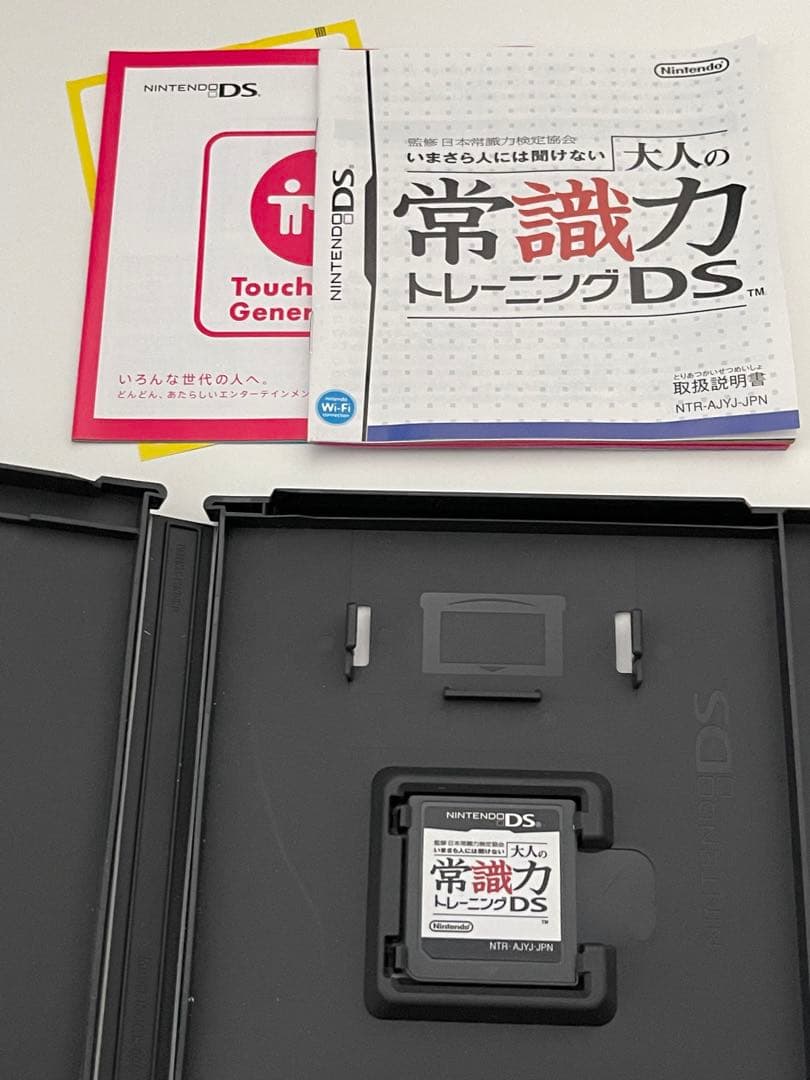 NINTENDO DS
Touch
Gener
いろんな世代の人へ。
どんどん、あたらしいエンターテインメン
Nintendo
監修 日本常識力検定協会
いまさら人には聞けない 大人の
常識力
トレーニングDS™
NINTENDO DS
Nintendo
Wi-Fi
connection
とりあつかいせつめいしょ
取扱説明書
NTR-AJYJ-JPN
NINTENDO DS
NINTENDO DS
監修 日本常識力検定協会
いまさら人には聞けない 大人の
常識力
トレーニングDS
TM
Nintendo
NTR-AJYJ-JPN